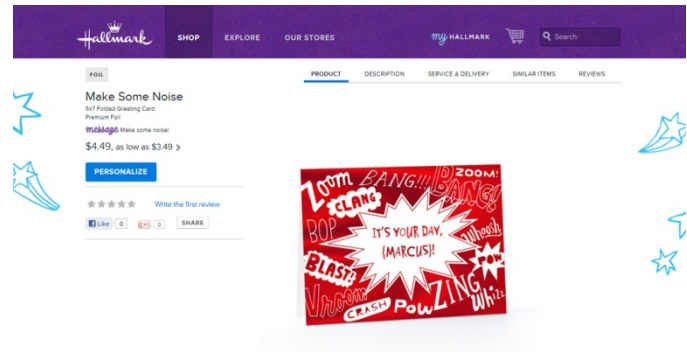 Hallmark
SHOP
EXPLORE
OUR STORES
my HALLMARK
Search
FOIL
PRODUCT
DESCRIPTION
SERVICE & DELIVERY
SIMILAR ITEMS
REVIEWS
Make Some Noise
5x7 Folded Greeting Card
Premium Foil
message Make some noise!
$4.49, as low as $3.49 >
PERSONALIZE
Write the first review
f Like 0
g+1 0
SHARE
Zoom BANG!!! ZOOM!
CLANG BANG!
BOP
IT'S YOUR DAY,
{MARCUS}!
Whoosh
BLAST!
POW
Vroom
CRASH POW ZING Whizz